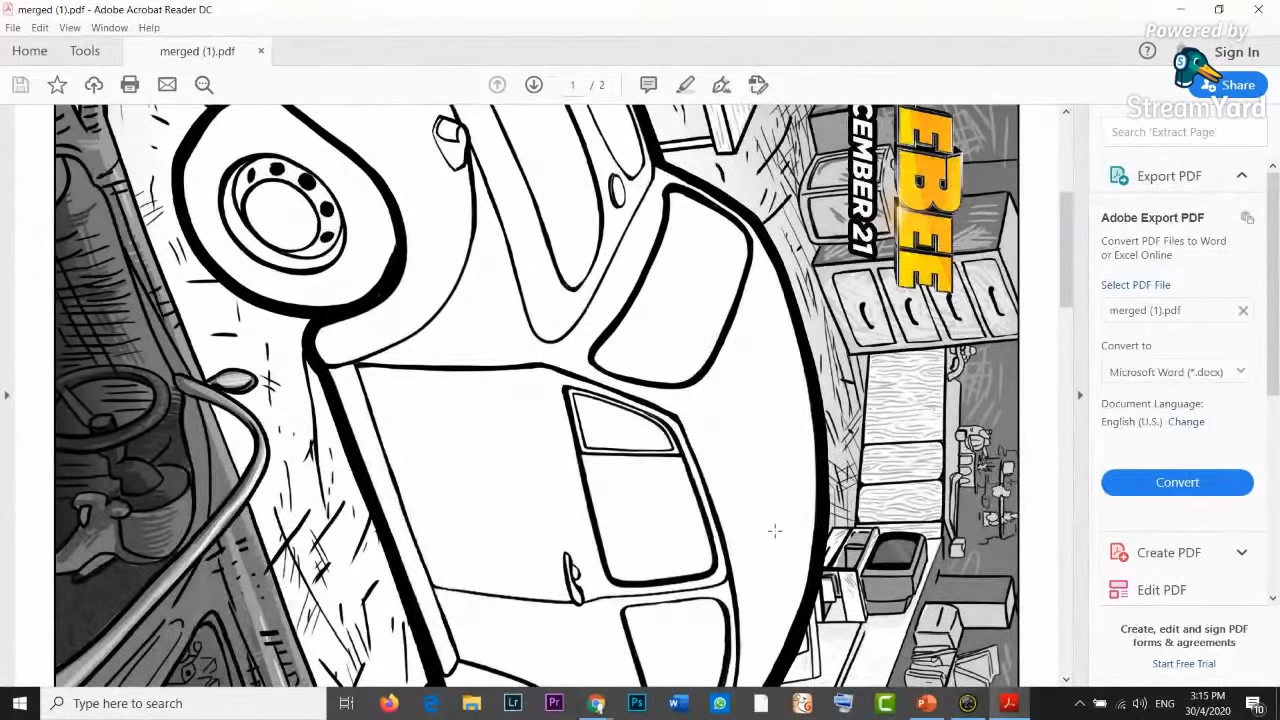 merged (1).pdf - Adobe Acrobat Reader DC
File Edit View Window Help
Powered by
StreamYard
Home Tools merged (1).pdf × Sign In
1 / 2
Share
EBEE
CEMBER 21
Search 'Extract Page'
Export PDF
Adobe Export PDF
Convert PDF Files to Word
or Excel Online
Select PDF File
merged (1).pdf
Convert to
Microsoft Word (*.docx)
Document Language:
English (U.S.) Change
Convert
Create PDF
Edit PDF
Create, edit and sign PDF
forms & agreements
Start Free Trial
Type here to search
3:15 PM
30/4/2020